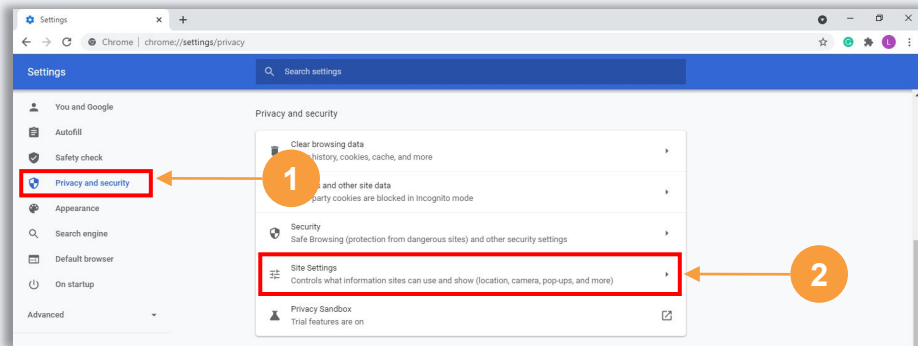 Settings
Chrome | chrome://settings/privacy
L
Settings
Search settings
You and Google
Autofill
Safety check
Privacy and security
Appearance
Search engine
Default browser
On startup
Advanced
Privacy and security
Clear browsing data
history, cookies, cache, and more
and other site data
party cookies are blocked in Incognito mode
Security
Safe Browsing (protection from dangerous sites) and other security settings
Site Settings
Controls what information sites can use and show (location, camera, pop-ups, and more)
Privacy Sandbox
Trial features are on
1
2